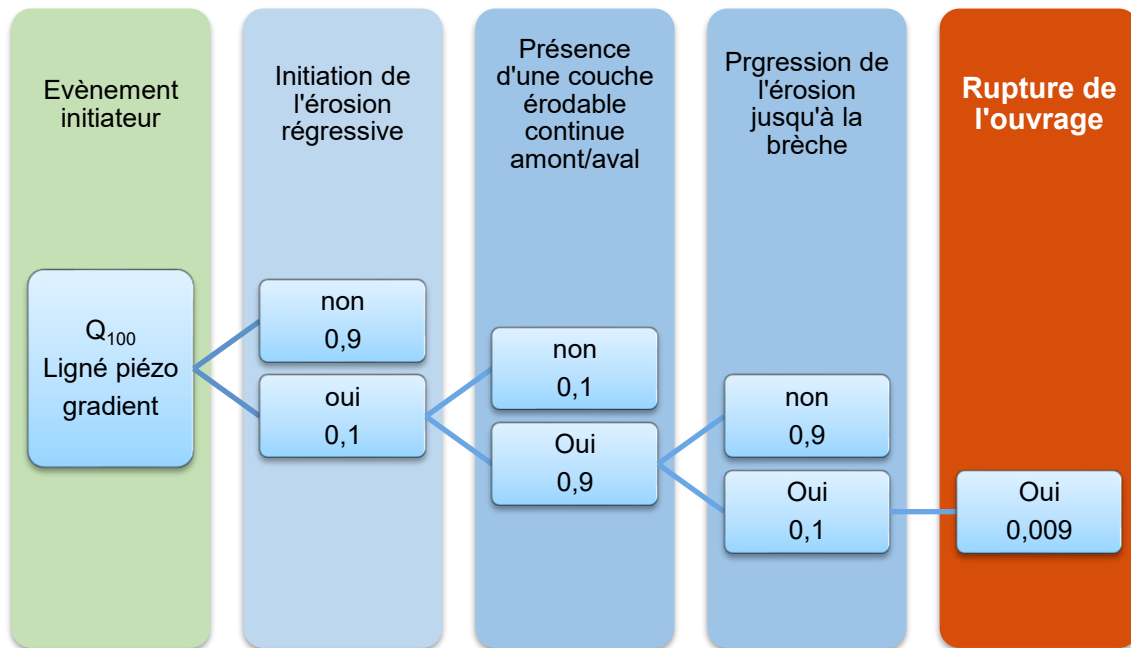 Evènement
initiateur
Initiation de
l'érosion
régressive
Présence
d'une couche
érodable
continue
amont/aval
Prgression de
l'érosion
jusqu'à la
brèche
Rupture de
l'ouvrage
Q₁₀₀
Ligné piézo
gradient
non
0,9
oui
0,1
non
0,1
Oui
0,9
non
0,9
Oui
0,1
Oui
0,009